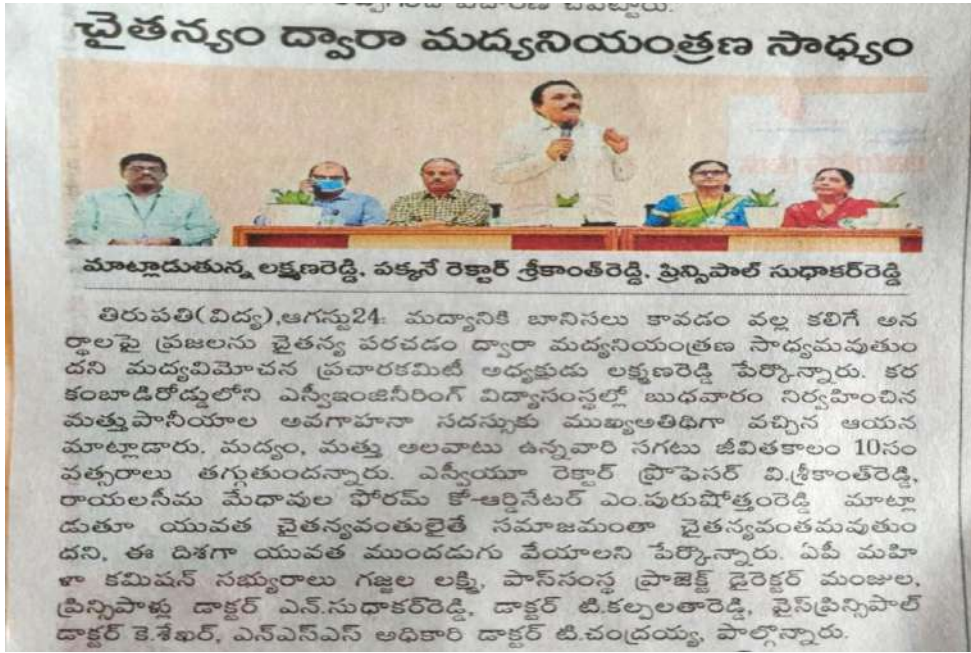 చైతన్యం ద్వారా మద్యనియంత్రణ సాధ్యం
మాట్లాడుతున్న లక్ష్మణరెడ్డి. పక్కనే రెక్టార్ శ్రీకాంత్‌రెడ్డి. ప్రిన్సిపాల్ సుధాకర్‌రెడ్డి
తిరుపతి(విద్య),ఆగస్టు24: మద్యానికి బానిసలు కావడం వల్ల కలిగే అన
ర్థాలపై ప్రజలను చైతన్య పరచడం ద్వారా మద్యనియంత్రణ సాధ్యమవుతుం
దని మద్యవిమోచన ప్రచారకమిటీ అధ్యక్షుడు లక్ష్మణరెడ్డి పేర్కొన్నారు. కర
కంబాడిరోడ్డులోని ఎస్వీఇంజినీరింగ్ విద్యాసంస్థల్లో బుధవారం నిర్వహించిన
మత్తుపానీయాల అవగాహనా సదస్సుకు ముఖ్యఅతిథిగా వచ్చిన ఆయన
మాట్లాడారు. మద్యం, మత్తు అలవాటు ఉన్నవారి సగటు జీవితకాలం 10సం
వత్సరాలు తగ్గుతుందన్నారు. ఎస్వీయూ రెక్టార్ ప్రొఫెసర్ వి.శ్రీకాంత్‌రెడ్డి,
రాయలసీమ మేధావుల ఫోరమ్ కో-ఆర్డినేటర్ ఎం.పురుషోత్తంరెడ్డి మాట్లా
డుతూ యువత చైతన్యవంతులైతే సమాజమంతా చైతన్యవంతమవుతుం
దని, ఈ దిశగా యువత ముందడుగు వేయాలని పేర్కొన్నారు. ఏపీ మహి
ళా కమిషన్ సభ్యురాలు గజ్జల లక్ష్మి, పాస్‌సంస్థ ప్రాజెక్ట్ డైరెక్టర్ మంజుల,
ప్రిన్సిపాళ్లు డాక్టర్ ఎన్.సుధాకర్‌రెడ్డి, డాక్టర్ టి.కల్పలతారెడ్డి, వైస్‌ప్రిన్సిపాల్
డాక్టర్ కె.శేఖర్, ఎన్ఎస్ఎస్ అధికారి డాక్టర్ టి.చంద్రయ్య, పాల్గొన్నారు.